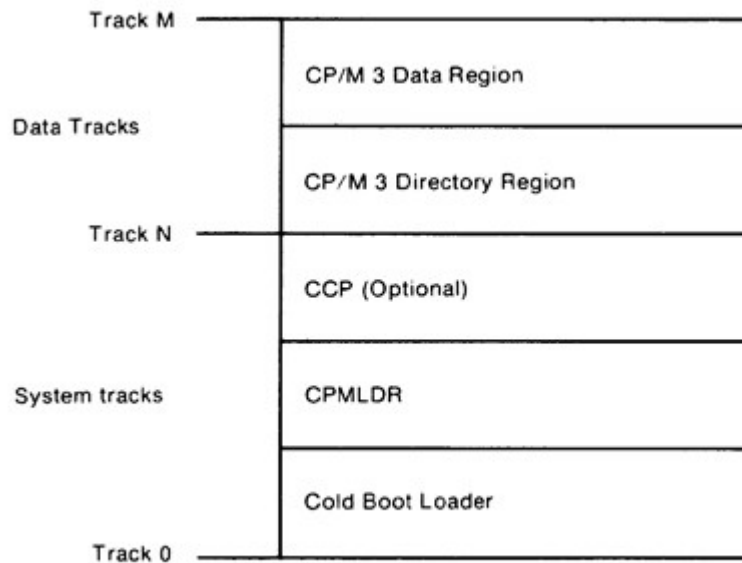 Track M
CP/M 3 Data Region
Data Tracks
CP/M 3 Directory Region
Track N
CCP (Optional)
System tracks
CPMLDR
Cold Boot Loader
Track 0